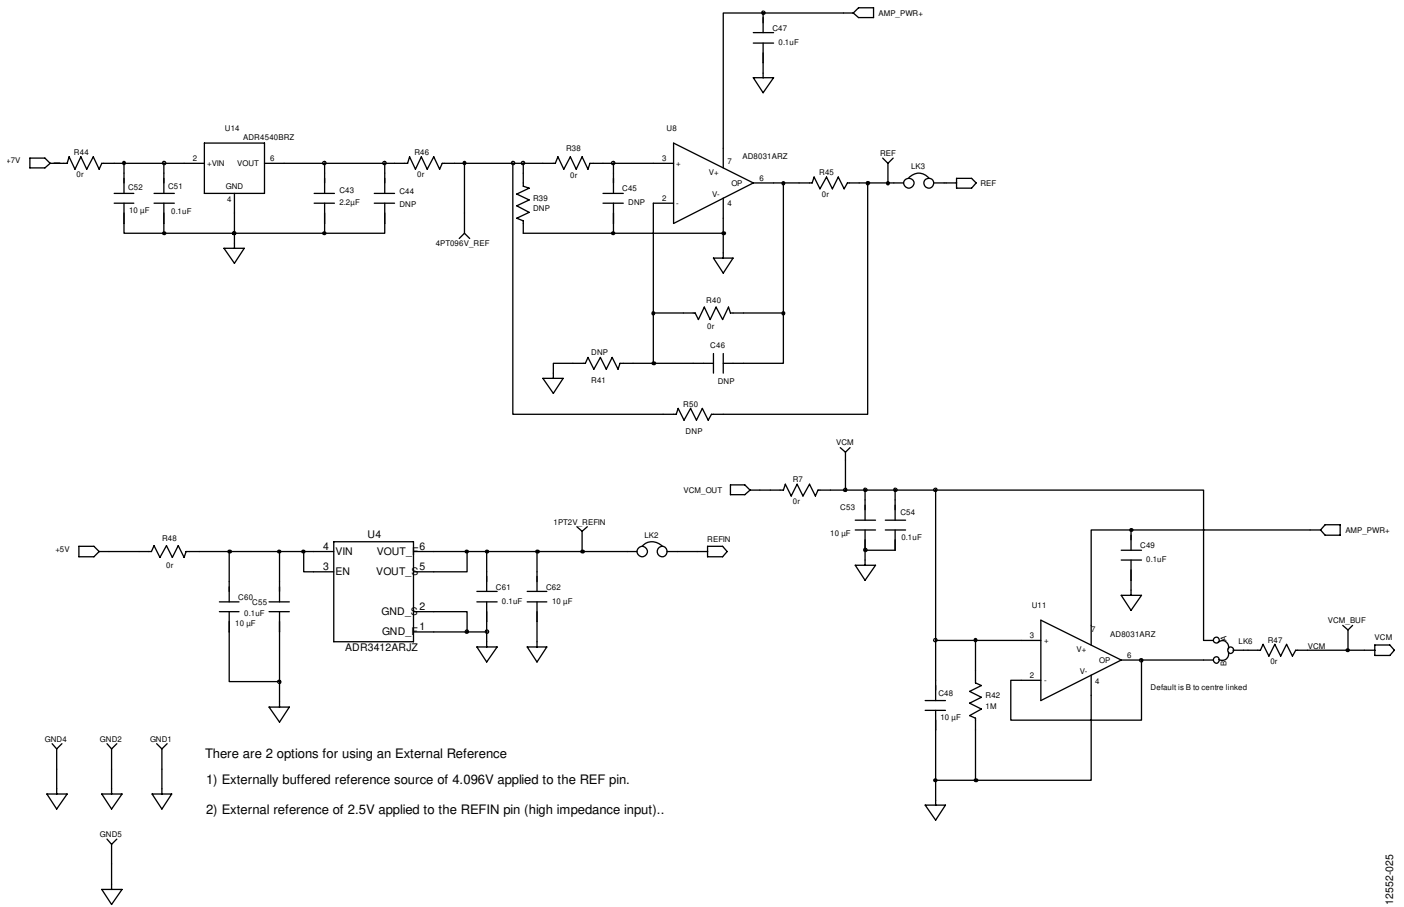 AMP_PWR+
C47
0.1uF
U14
ADR4540BRZ
U8
+7V
R44
0r
2
+VIN
VOUT
6
GND
4
C52
10 µF
C51
0.1uF
C43
2.2µF
C44
DNP
R46
0r
4PT096V_REF
R39
DNP
R38
0r
C45
DNP
3
+
2
-
7
V+
OP
6
V-
4
AD8031ARZ
R45
0r
REF
LK3
REF
R40
0r
DNP
R41
C46
DNP
R50
DNP
VCM
VCM_OUT
R7
0r
C53
10 µF
C54
0.1uF
AMP_PWR+
C49
0.1uF
+5V
R48
0r
U4
4
VIN
3
EN
VOUT_
6
VOUT_S
5
GND_S
2
GND_
1
ADR3412ARJZ
C60
10 µF
C55
0.1uF
C61
0.1uF
C62
10 µF
1PT2V_REFIN
LK2
REFIN
U11
AD8031ARZ
3
+
2
-
7
V+
OP
6
V-
4
C48
10 µF
R42
1M
A
B
LK6
R47
0r
VCM
VCM_BUF
VCM
Default is B to centre linked
GND4
GND2
GND1
GND5
There are 2 options for using an External Reference
1) Externally buffered reference source of 4.096V applied to the REF pin.
2) External reference of 2.5V applied to the REFIN pin (high impedance input)..
12552-025